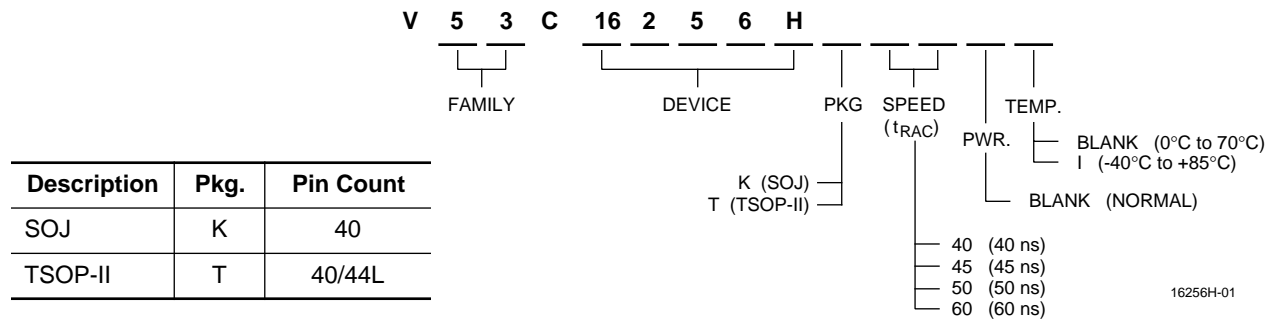 V 5 3 C 16 2 5 6 H
FAMILY DEVICE PKG SPEED TEMP.
(tRAC)
PWR.
BLANK (0°C to 70°C)
I (-40°C to +85°C)
K (SOJ)
T (TSOP-II)
BLANK (NORMAL)
40 (40 ns)
45 (45 ns)
50 (50 ns)
60 (60 ns)
16256H-01
Description Pkg. Pin Count
SOJ K 40
TSOP-II T 40/44L